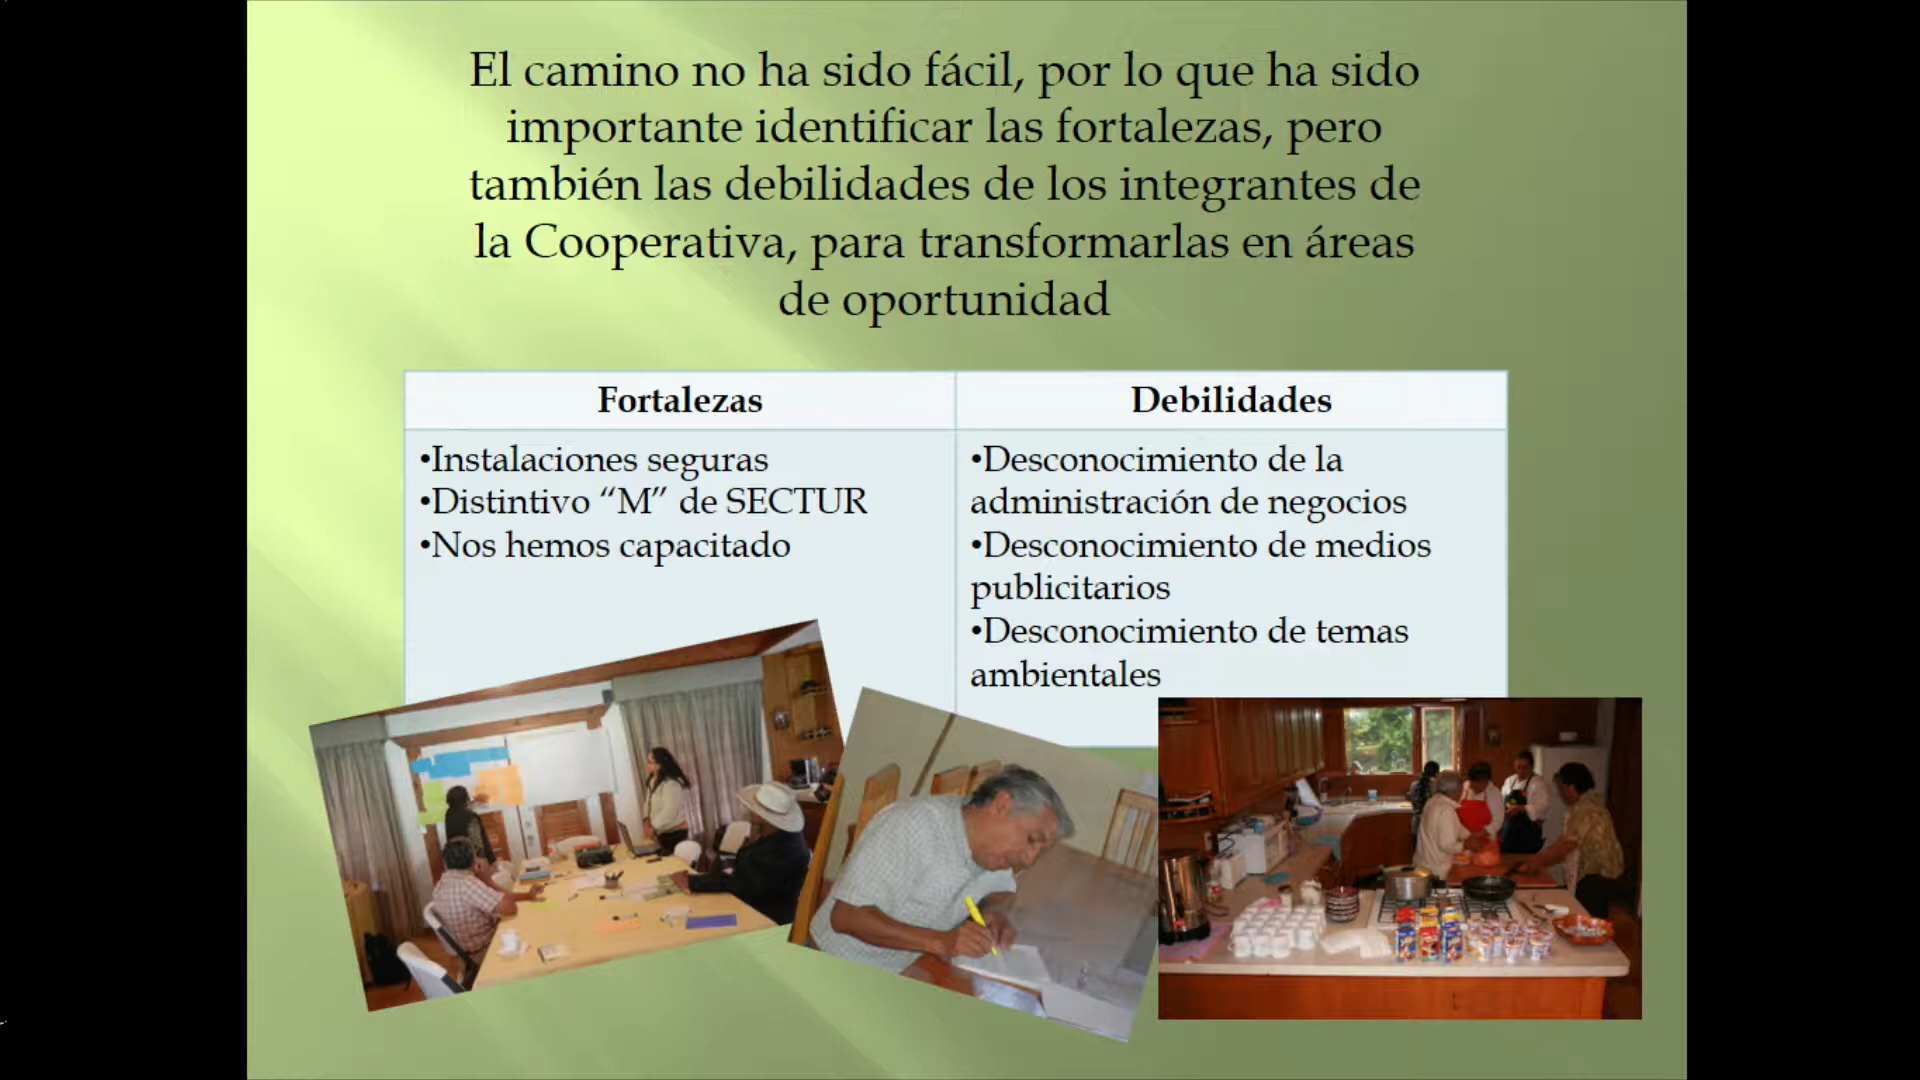 El camino no ha sido fácil, por lo que ha sido
importante identificar las fortalezas, pero
también las debilidades de los integrantes de
la Cooperativa, para transformarlas en áreas
de oportunidad
Fortalezas
•Instalaciones seguras
•Distintivo “M” de SECTUR
•Nos hemos capacitado
Debilidades
•Desconocimiento de la
administración de negocios
•Desconocimiento de medios
publicitarios
•Desconocimiento de temas
ambientales